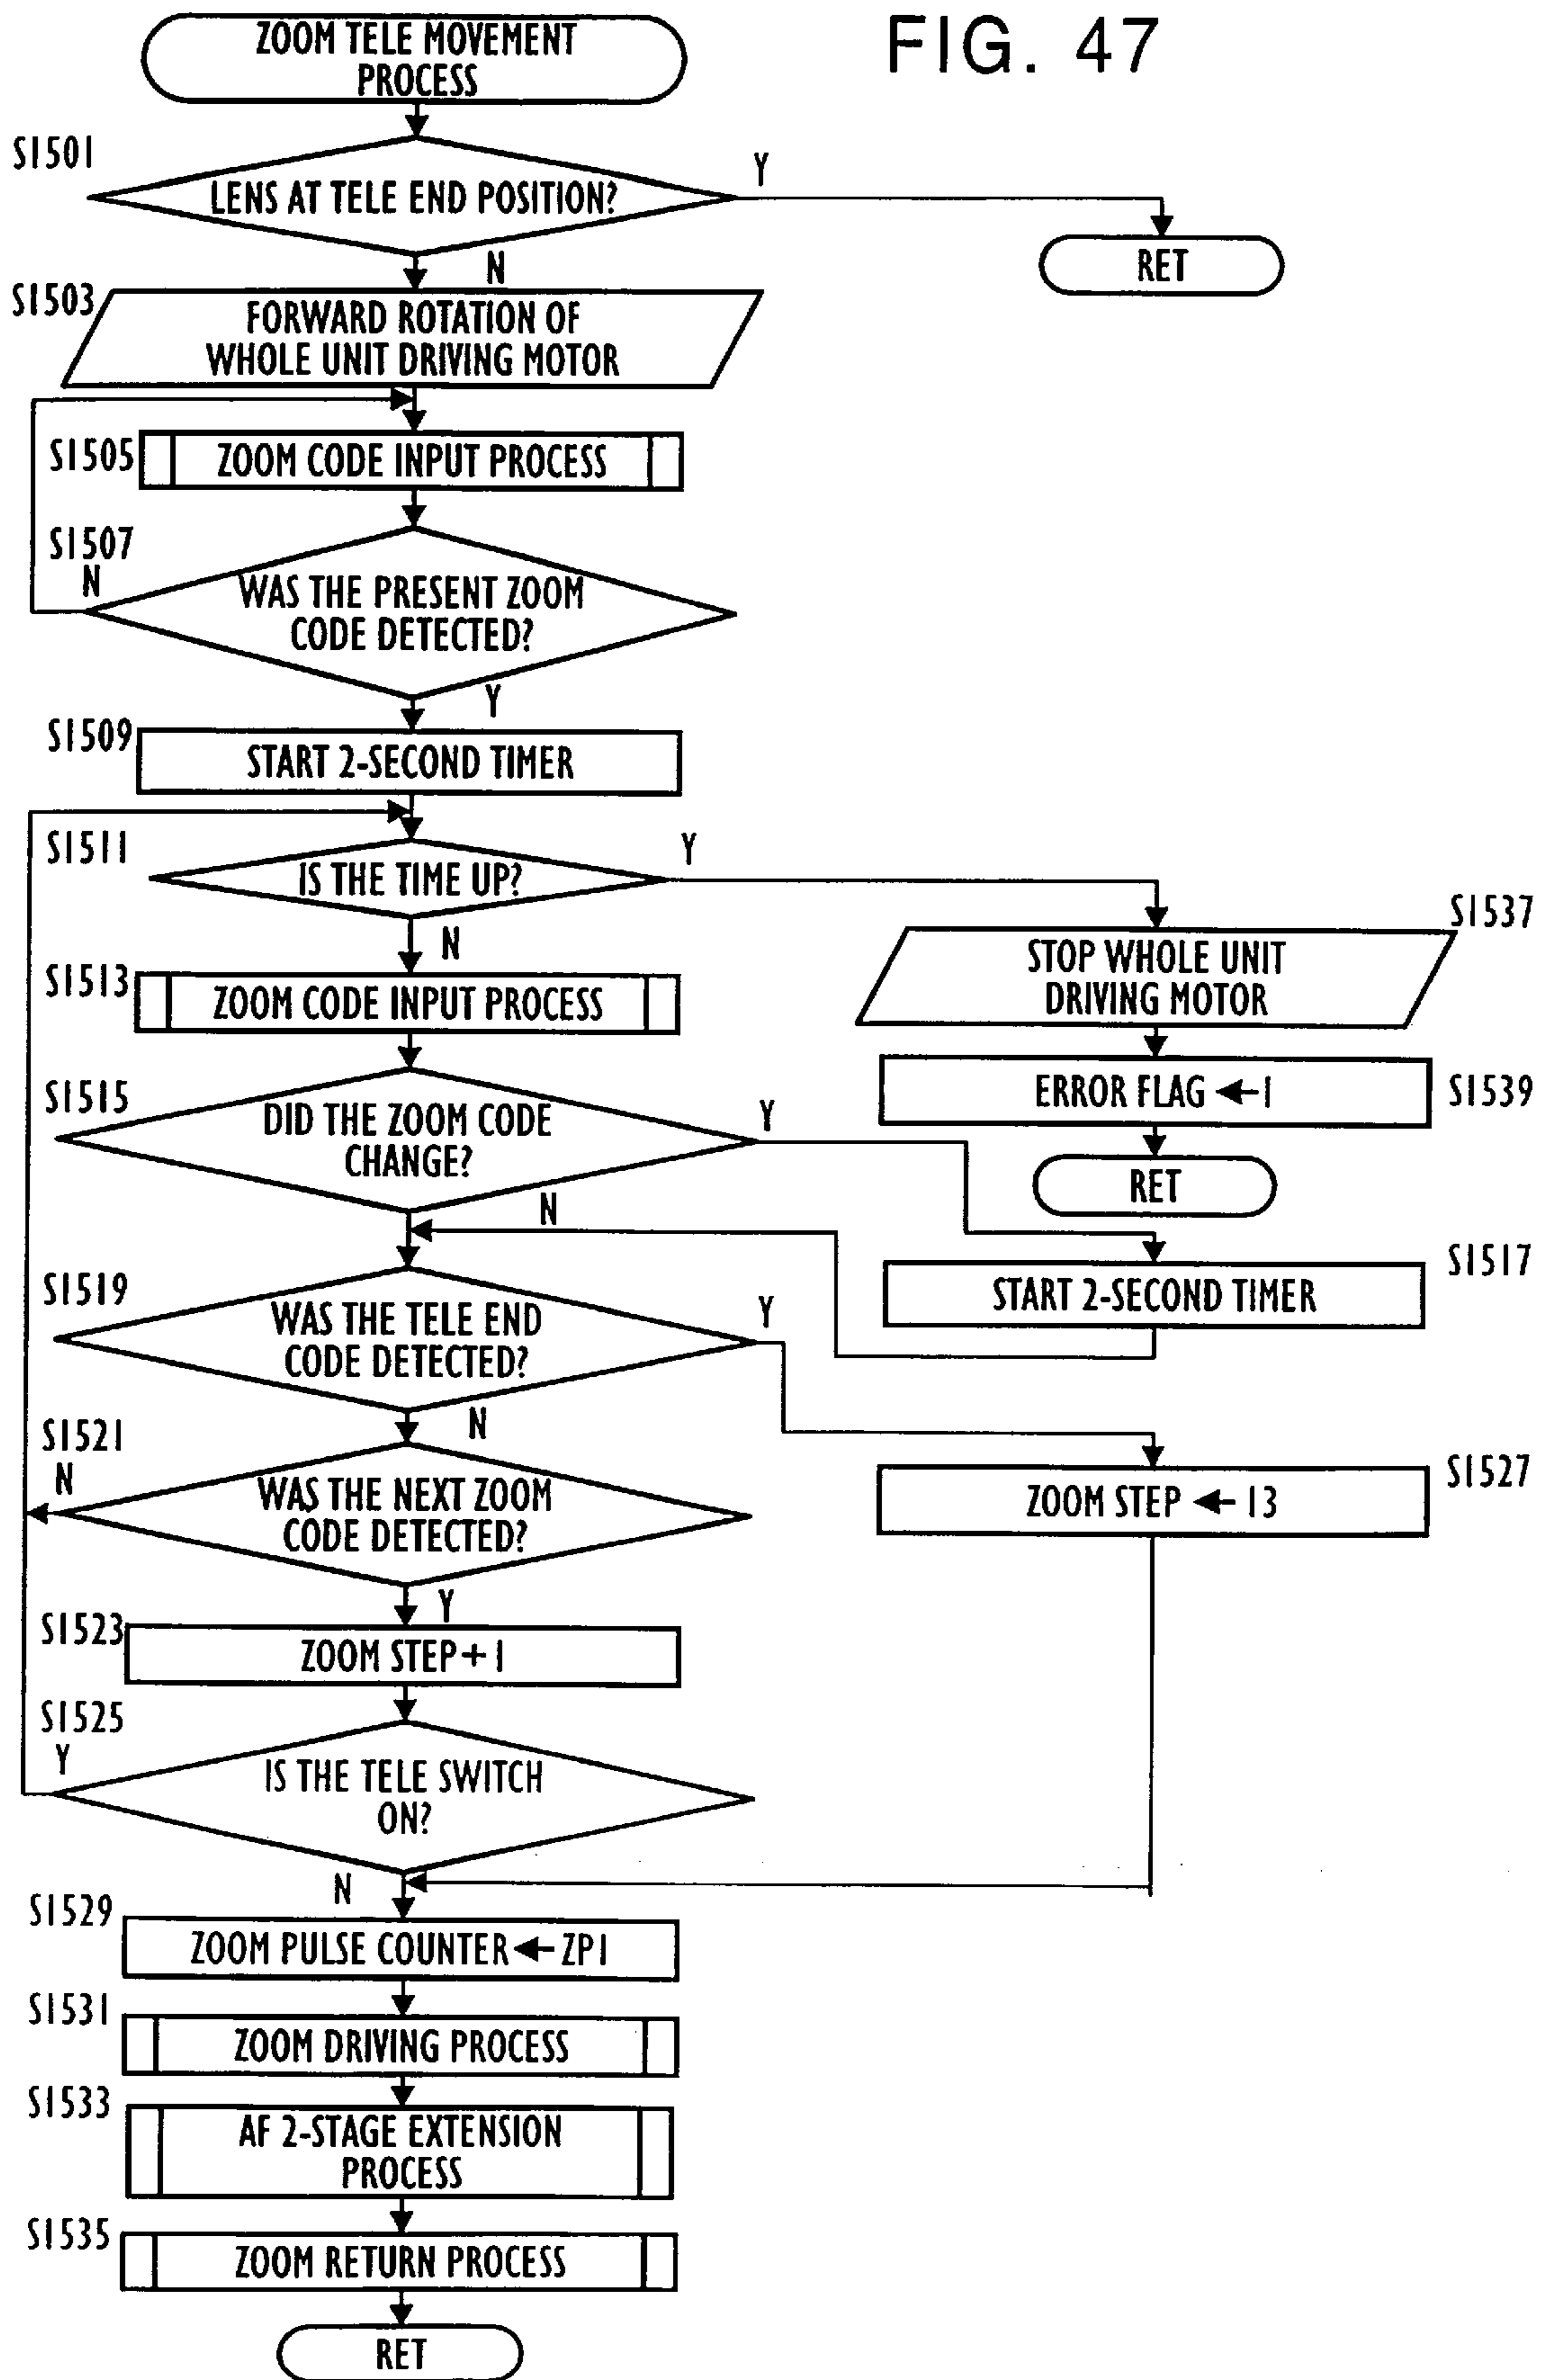 FIG. 47
ZOOM TELE MOVEMENT
PROCESS
S1501
LENS AT TELE END POSITION?
Y
RET
N
S1503
FORWARD ROTATION OF
WHOLE UNIT DRIVING MOTOR
S1505
ZOOM CODE INPUT PROCESS
S1507
N
WAS THE PRESENT ZOOM
CODE DETECTED?
Y
S1509
START 2-SECOND TIMER
S1511
IS THE TIME UP?
Y
N
S1537
STOP WHOLE UNIT
DRIVING MOTOR
S1513
ZOOM CODE INPUT PROCESS
S1539
ERROR FLAG ← 1
RET
S1515
DID THE ZOOM CODE
CHANGE?
Y
N
S1517
START 2-SECOND TIMER
S1519
WAS THE TELE END
CODE DETECTED?
Y
N
S1527
ZOOM STEP ← 13
S1521
N
WAS THE NEXT ZOOM
CODE DETECTED?
Y
S1523
ZOOM STEP + 1
S1525
Y
IS THE TELE SWITCH
ON?
N
S1529
ZOOM PULSE COUNTER ← ZP1
S1531
ZOOM DRIVING PROCESS
S1533
AF 2-STAGE EXTENSION
PROCESS
S1535
ZOOM RETURN PROCESS
RET